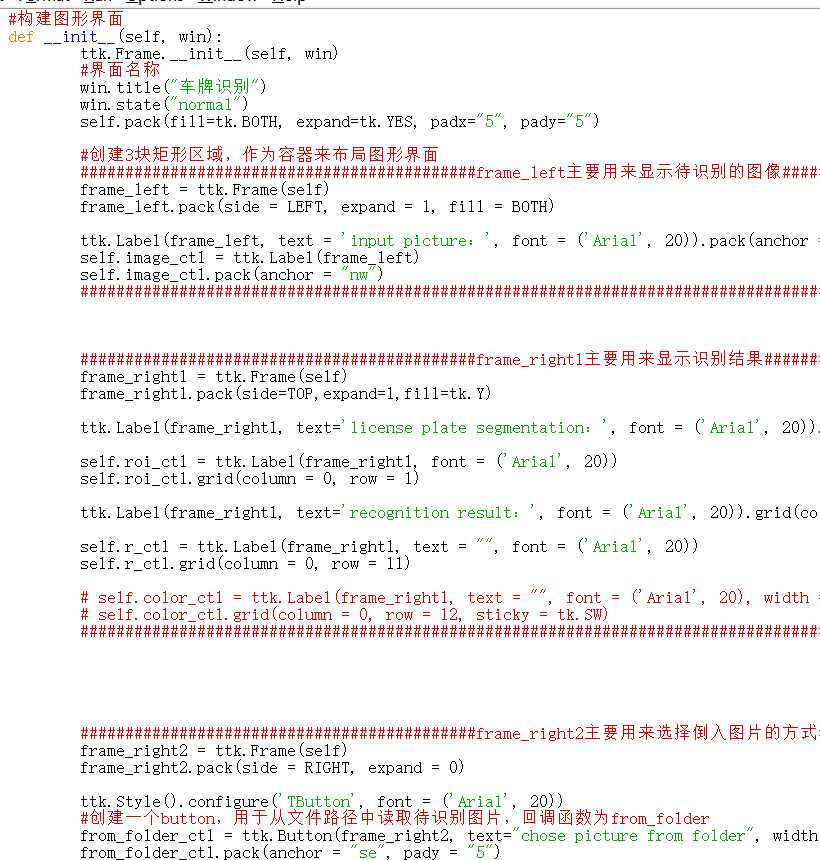 Format Run Options Window Help
#构建图形界面
def __init__(self, win):
ttk.Frame.__init__(self, win)
#界面名称
win.title("车牌识别")
win.state("normal")
self.pack(fill=tk.BOTH, expand=tk.YES, padx="5", pady="5")
#创建3块矩形区域，作为容器来布局图形界面
############################################frame_left主要用来显示待识别的图像####
frame_left = ttk.Frame(self)
frame_left.pack(side = LEFT, expand = 1, fill = BOTH)
ttk.Label(frame_left, text = 'input picture：', font = ('Arial', 20)).pack(anchor =
self.image_ctl = ttk.Label(frame_left)
self.image_ctl.pack(anchor = "nw")
##################################################################################
############################################frame_right1主要用来显示识别结果######
frame_right1 = ttk.Frame(self)
frame_right1.pack(side=TOP,expand=1,fill=tk.Y)
ttk.Label(frame_right1, text='license plate segmentation：', font = ('Arial', 20)).
self.roi_ctl = ttk.Label(frame_right1, font = ('Arial', 20))
self.roi_ctl.grid(column = 0, row = 1)
ttk.Label(frame_right1, text='recognition result：', font = ('Arial', 20)).grid(co
self.r_ctl = ttk.Label(frame_right1, text = "", font = ('Arial', 20))
self.r_ctl.grid(column = 0, row = 11)
# self.color_ctl = ttk.Label(frame_right1, text = "", font = ('Arial', 20), width =
# self.color_ctl.grid(column = 0, row = 12, sticky = tk.SW)
##################################################################################
############################################frame_right2主要用来选择倒入图片的方式
frame_right2 = ttk.Frame(self)
frame_right2.pack(side = RIGHT, expand = 0)
ttk.Style().configure('TButton', font = ('Arial', 20))
#创建一个button，用于从文件路径中读取待识别图片，回调函数为from_folder
from_folder_ctl = ttk.Button(frame_right2, text="chose picture from folder", width
from_folder_ctl.pack(anchor = "se", pady = "5")